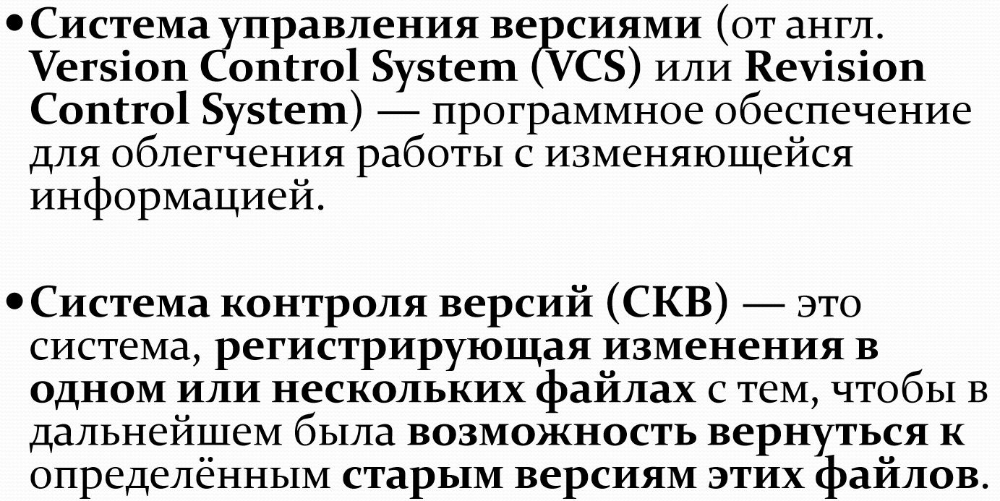 •Система управления версиями (от англ.
Version Control System (VCS) или Revision
Control System) — программное обеспечение
для облегчения работы с изменяющейся
информацией.
•Система контроля версий (СКВ) — это
система, регистрирующая изменения в
одном или нескольких файлах с тем, чтобы в
дальнейшем была возможность вернуться к
определённым старым версиям этих файлов.